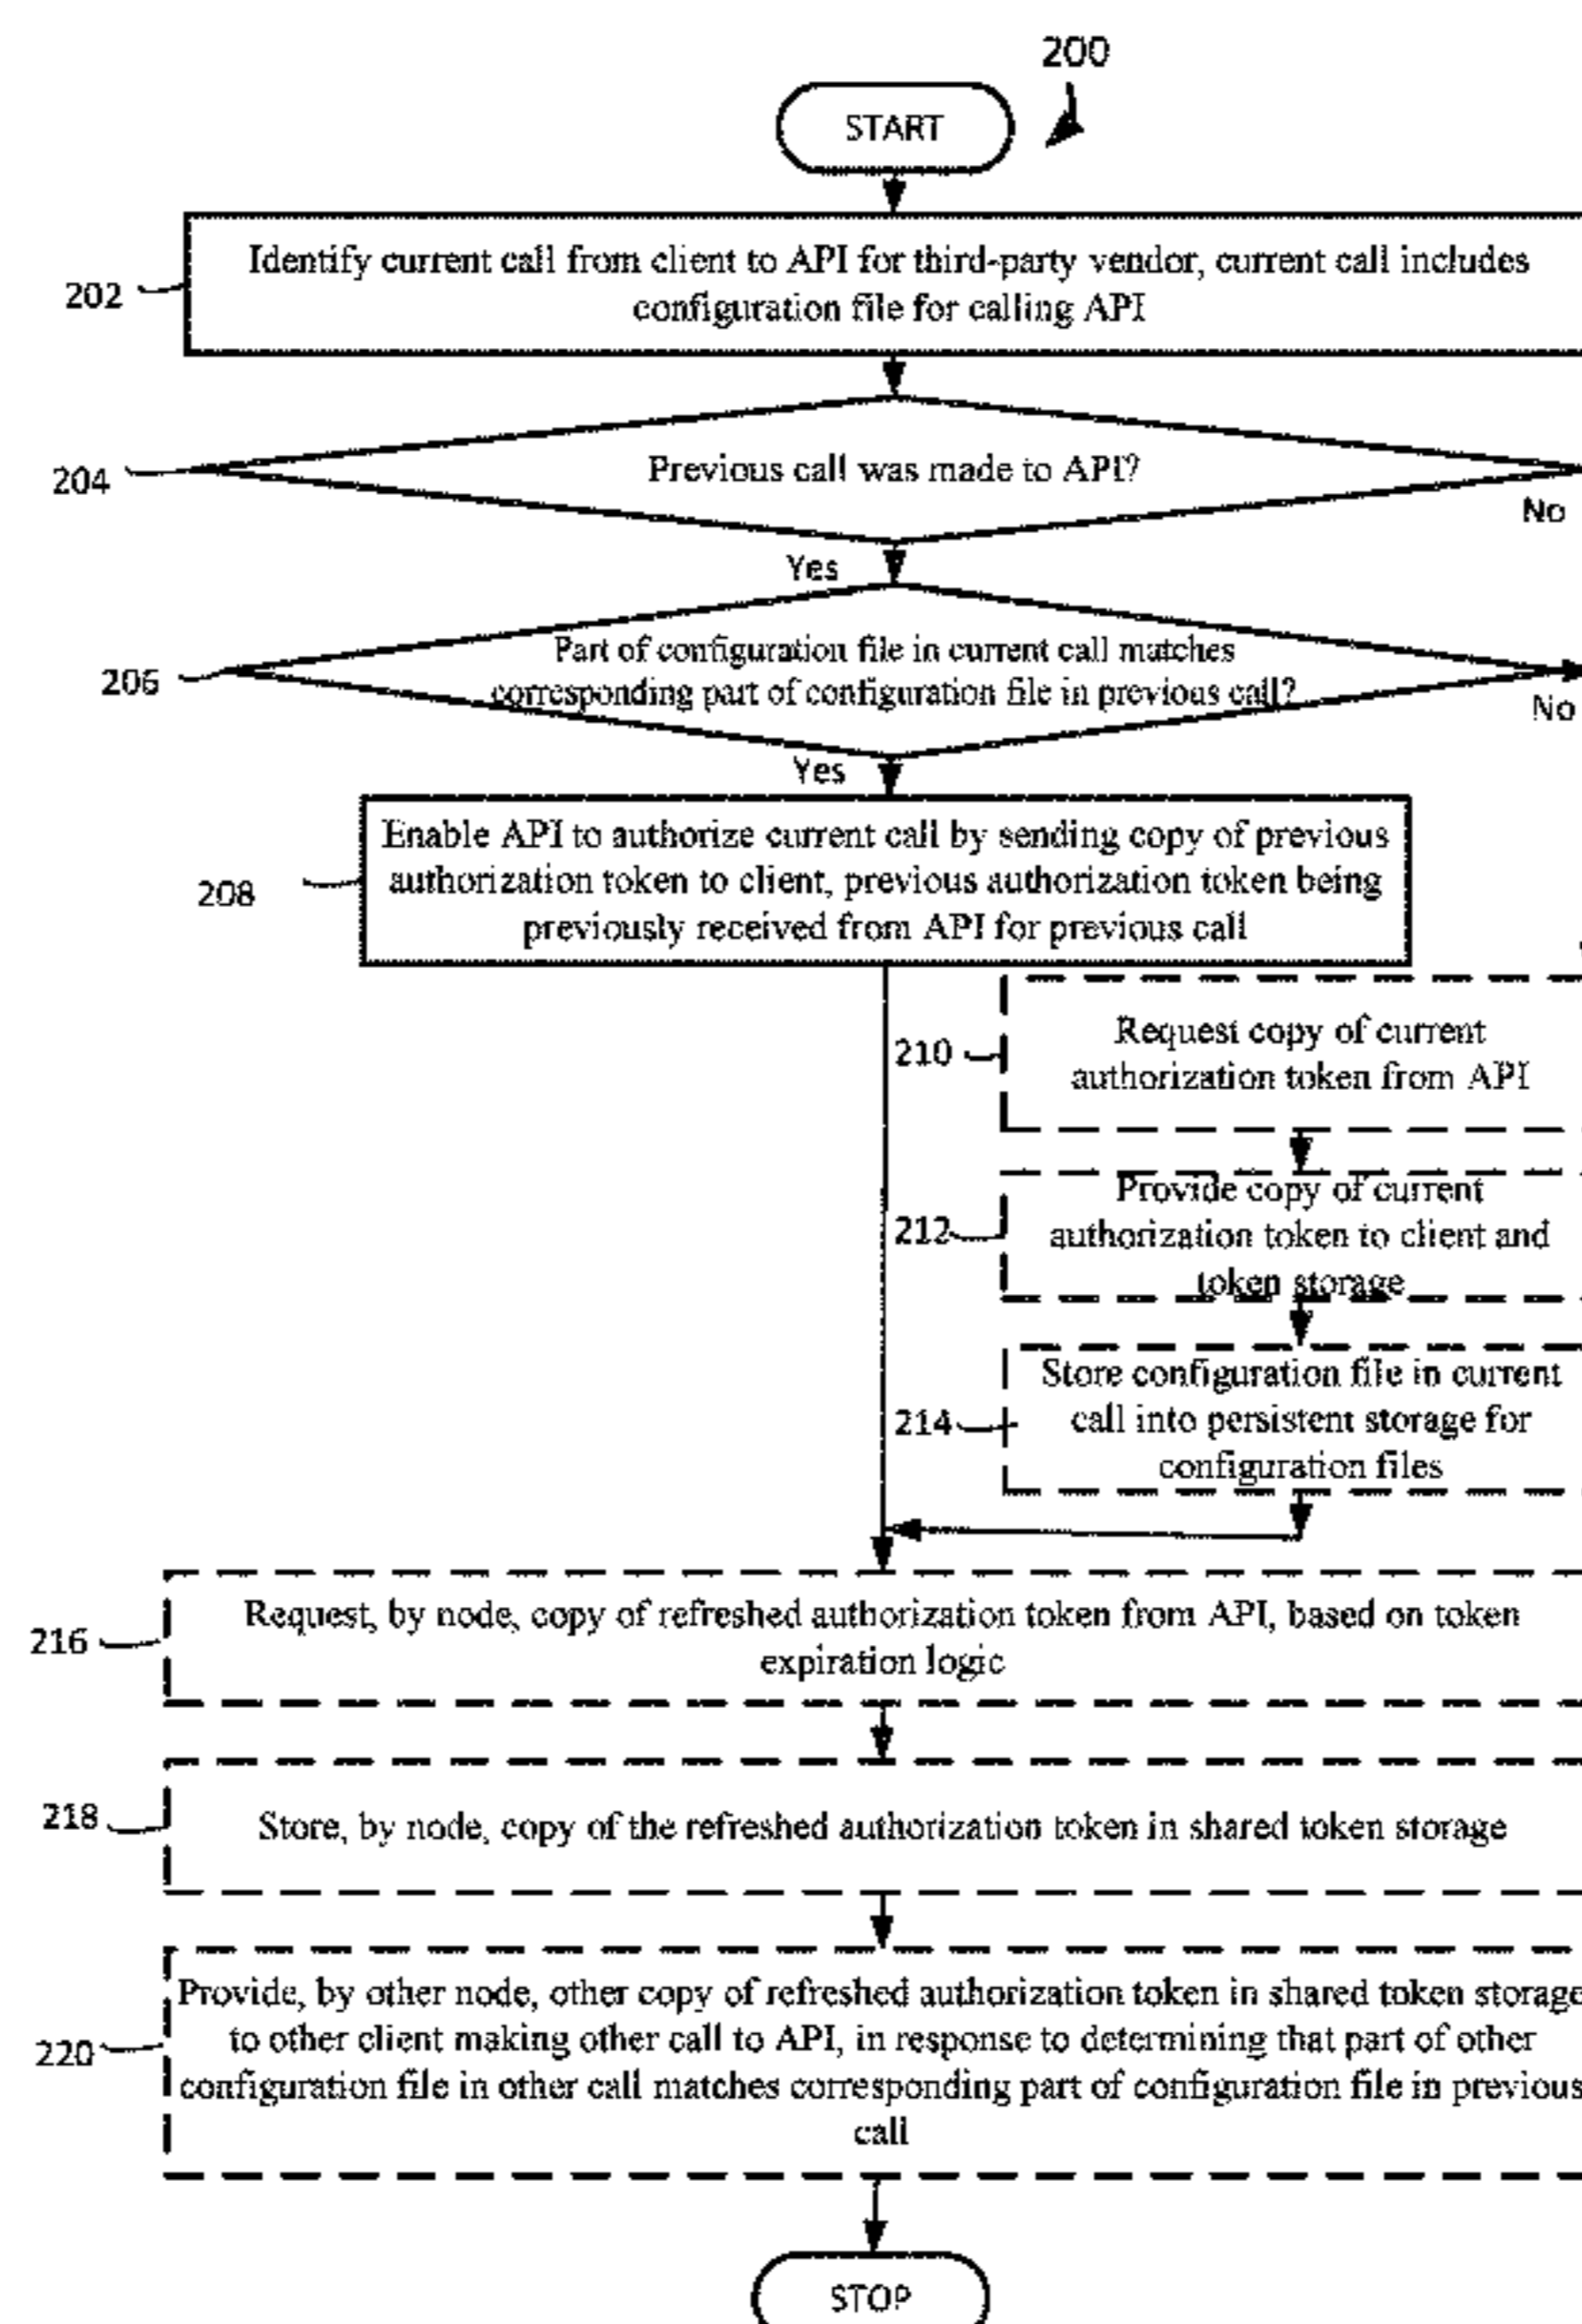 200
START
202
Identify current call from client to API for third-party vendor, current call includes
configuration file for calling API
204
Previous call was made to API?
No
Yes
206
Part of configuration file in current call matches
corresponding part of configuration file in previous call?
No
Yes
208
Enable API to authorize current call by sending copy of previous
authorization token to client, previous authorization token being
previously received from API for previous call
210
Request copy of current
authorization token from API
212
Provide copy of current
authorization token to client and
token storage
214
Store configuration file in current
call into persistent storage for
configuration files
216
Request, by node, copy of refreshed authorization token from API, based on token
expiration logic
218
Store, by node, copy of the refreshed authorization token in shared token storage
220
Provide, by other node, other copy of refreshed authorization token in shared token storage
to other client making other call to API, in response to determining that part of other
configuration file in other call matches corresponding part of configuration file in previous
call
STOP